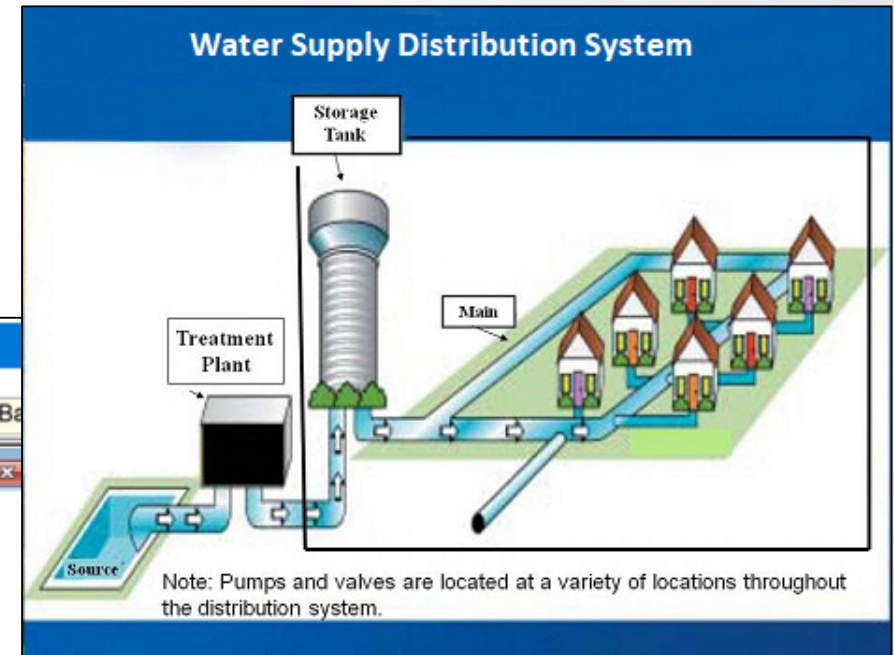 Water Supply Distribution System
Storage
Tank
Main
Treatment
Plant
Ba
Source
Note: Pumps and valves are located at a variety of locations throughout
the distribution system.